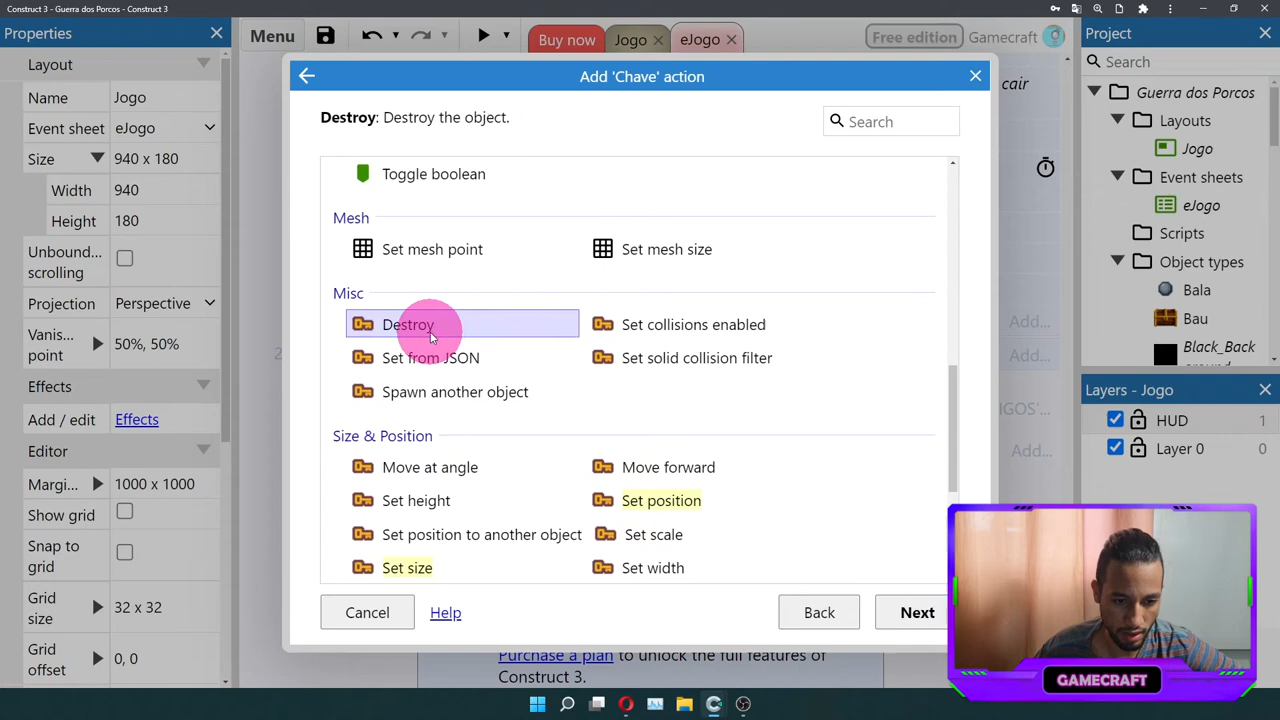 Construct 3 - Guerra dos Porcos - Construct 3
Properties
Menu
Buy now
Jogo
eJogo
Free edition
Gamecraft
Project
Layout
Name
Jogo
Event sheet
eJogo
Size
940 x 180
Width
940
Height
180
Unbound...
scrolling
Projection
Perspective
Vanis...
point
50%, 50%
Effects
Add / edit
Effects
Editor
Margi...
1000 x 1000
Show grid
Snap to
grid
Grid
size
32 x 32
Grid
offset
0, 0
Add 'Chave' action
Destroy: Destroy the object.
Search
Toggle boolean
Mesh
Set mesh point
Set mesh size
Misc
Destroy
Set collisions enabled
Set from JSON
Set solid collision filter
Spawn another object
Size & Position
Move at angle
Move forward
Set height
Set position
Set position to another object
Set scale
Set size
Set width
Cancel
Help
Back
Next
Purchase a plan to unlock the full features of
Construct 3.
cair
Add...
Add...
Add...
Search
Guerra dos Porcos
Layouts
Jogo
Event sheets
eJogo
Scripts
Object types
Bala
Bau
Black_Back
Layers - Jogo
HUD
1
Layer 0
0
GAMECRAFT